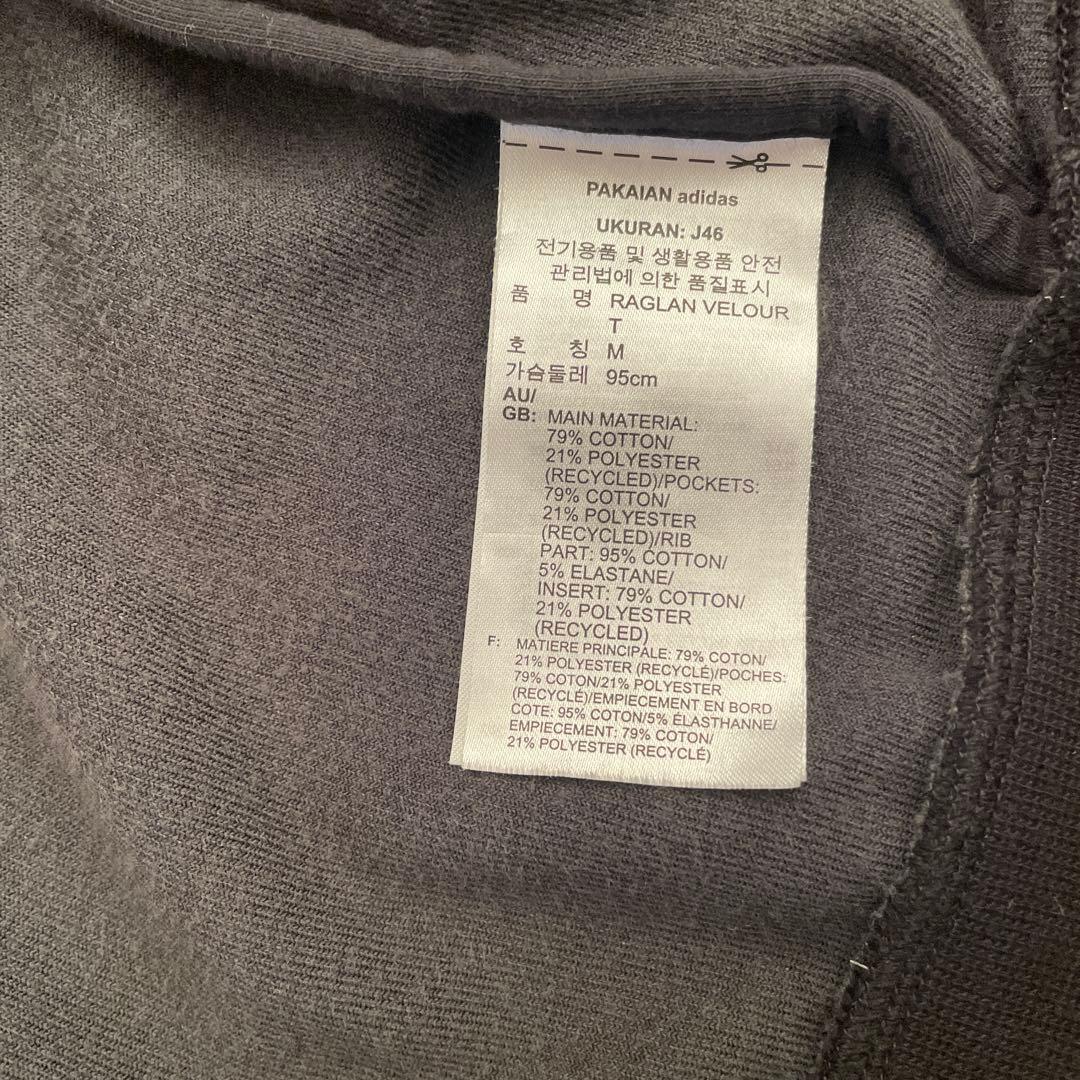 PAKAIAN adidas
UKURAN: J46
전기용품 및 생활용품 안전
관리법에 의한 품질표시
품 명 RAGLAN VELOUR
T
호 칭 M
가슴둘레 95cm
AU/
GB: MAIN MATERIAL:
79% COTTON/
21% POLYESTER
(RECYCLED)/POCKETS:
79% COTTON/
21% POLYESTER
(RECYCLED)/RIB
PART: 95% COTTON/
5% ELASTANE/
INSERT: 79% COTTON/
21% POLYESTER
(RECYCLED)
F: MATIERE PRINCIPALE: 79% COTON/
21% POLYESTER (RECYCLÉ)/POCHES:
79% COTON/21% POLYESTER
(RECYCLÉ)/EMPIECEMENT EN BORD
COTE: 95% COTON/5% ÉLASTHANNE/
EMPIECEMENT: 79% COTON/
21% POLYESTER (RECYCLÉ)